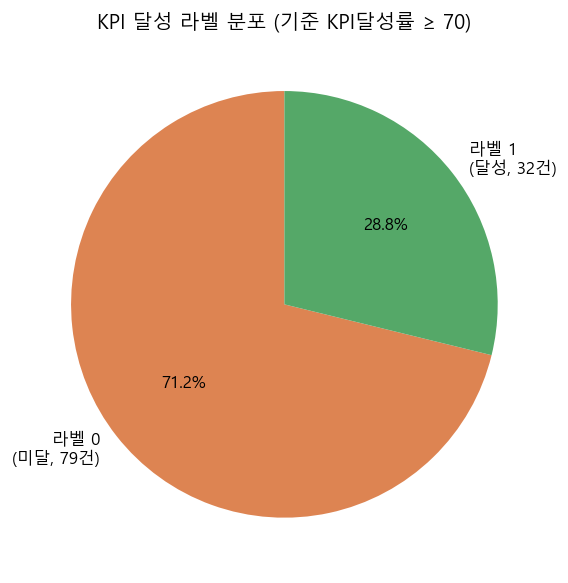 KPI 달성 라벨 분포 (기준 KPI달성률 ≥ 70)
라벨 1
(달성, 32건)
28.8%
71.2%
라벨 0
(미달, 79건)